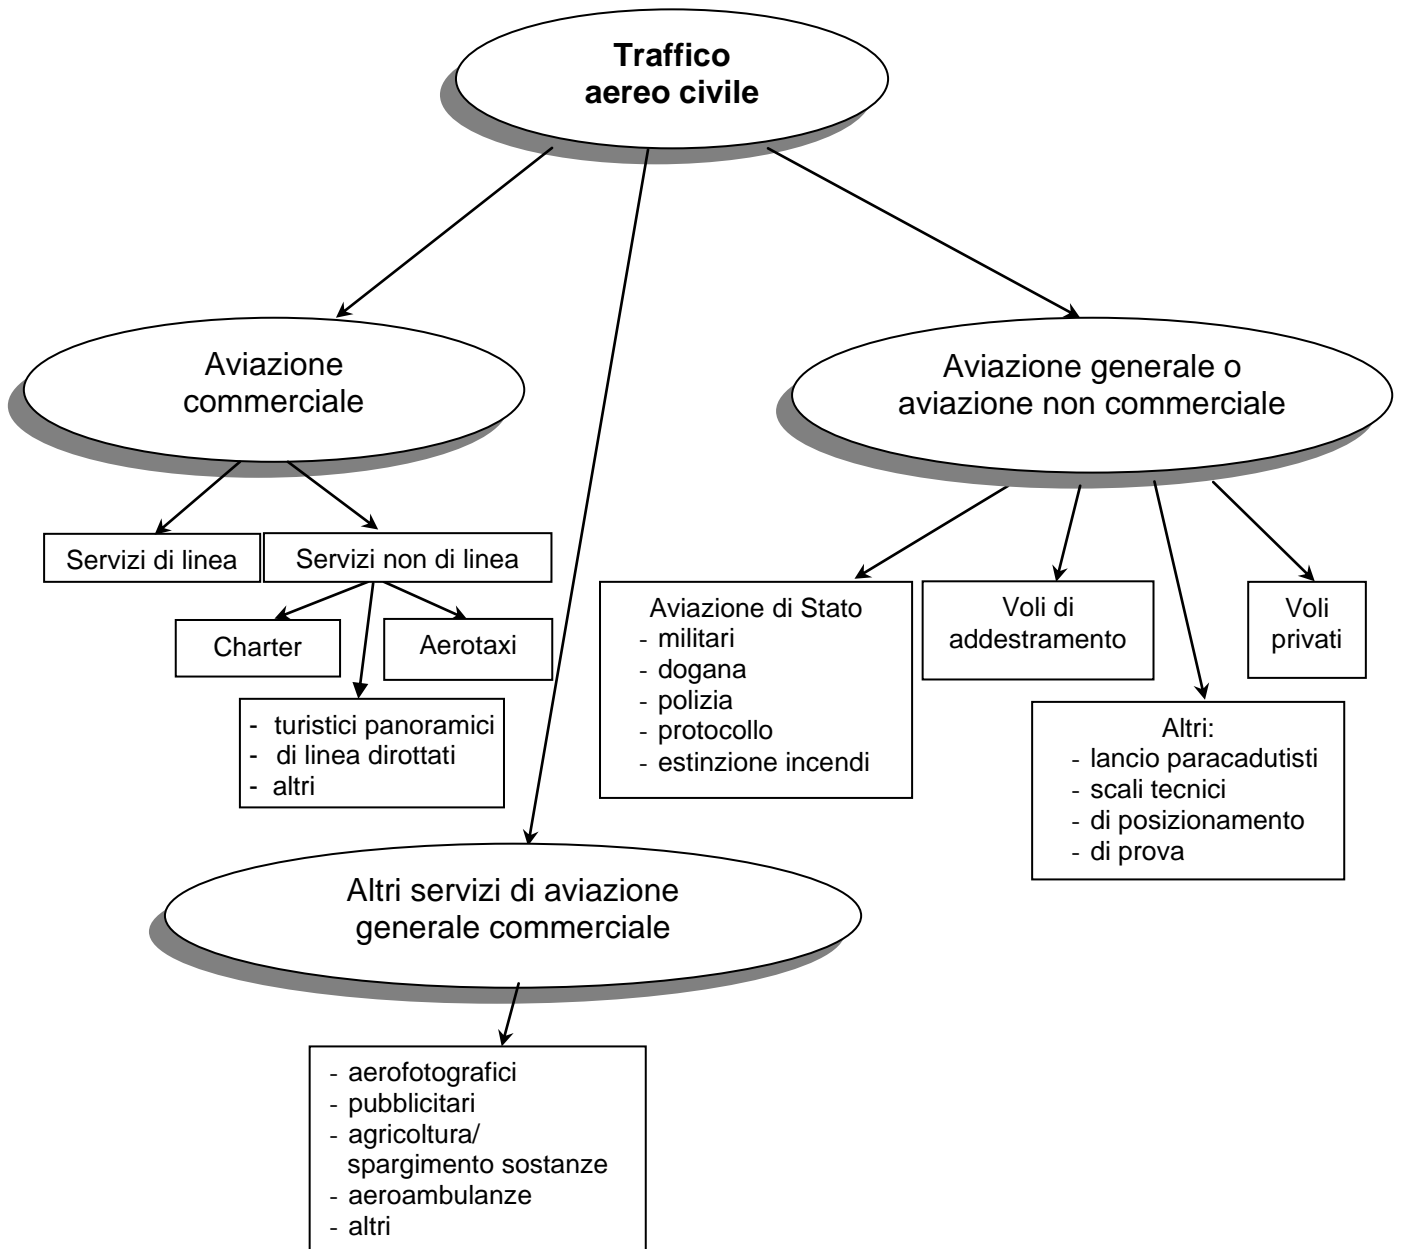 Traffico
aereo civile
Aviazione
commerciale
Aviazione generale o
aviazione non commerciale
Servizi di linea
Servizi non di linea
Charter
Aerotaxi
- turistici panoramici
- di linea dirottati
- altri
Aviazione di Stato
- militari
- dogana
- polizia
- protocollo
- estinzione incendi
Voli di
addestramento
Voli
privati
Altri:
- lancio paracadutisti
- scali tecnici
- di posizionamento
- di prova
Altri servizi di aviazione
generale commerciale
- aerofotografici
- pubblicitari
- agricoltura/
spargimento sostanze
- aeroambulanze
- altri